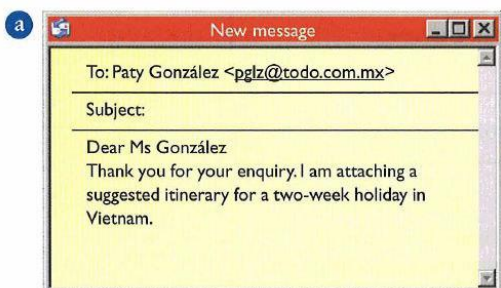 a
New message
To: Paty González <pglz@todo.com.mx>
Subject:
Dear Ms González
Thank you for your enquiry. I am attaching a
suggested itinerary for a two-week holiday in
Vietnam.